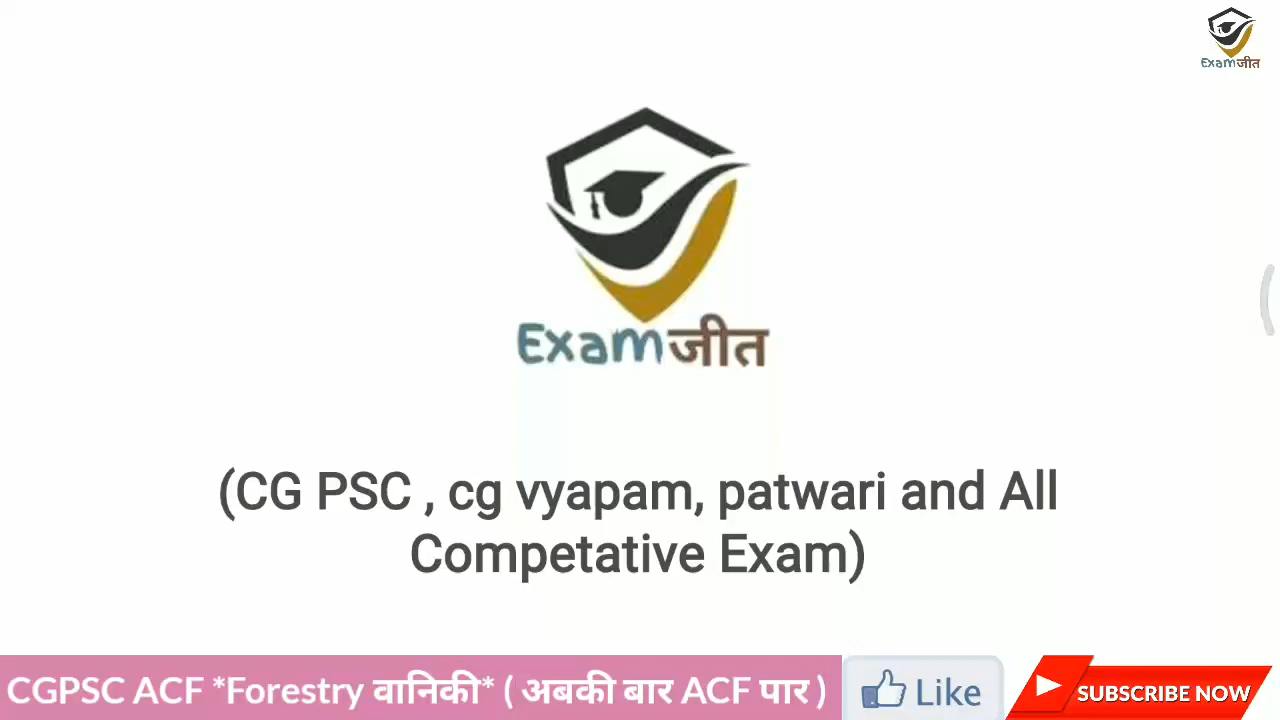 Examजीत
Examजीत
(CG PSC , cg vyapam, patwari and All
Competative Exam)
CGPSC ACF *Forestry वानिकी* ( अबकी बार ACF पार )
Like
SUBSCRIBE NOW